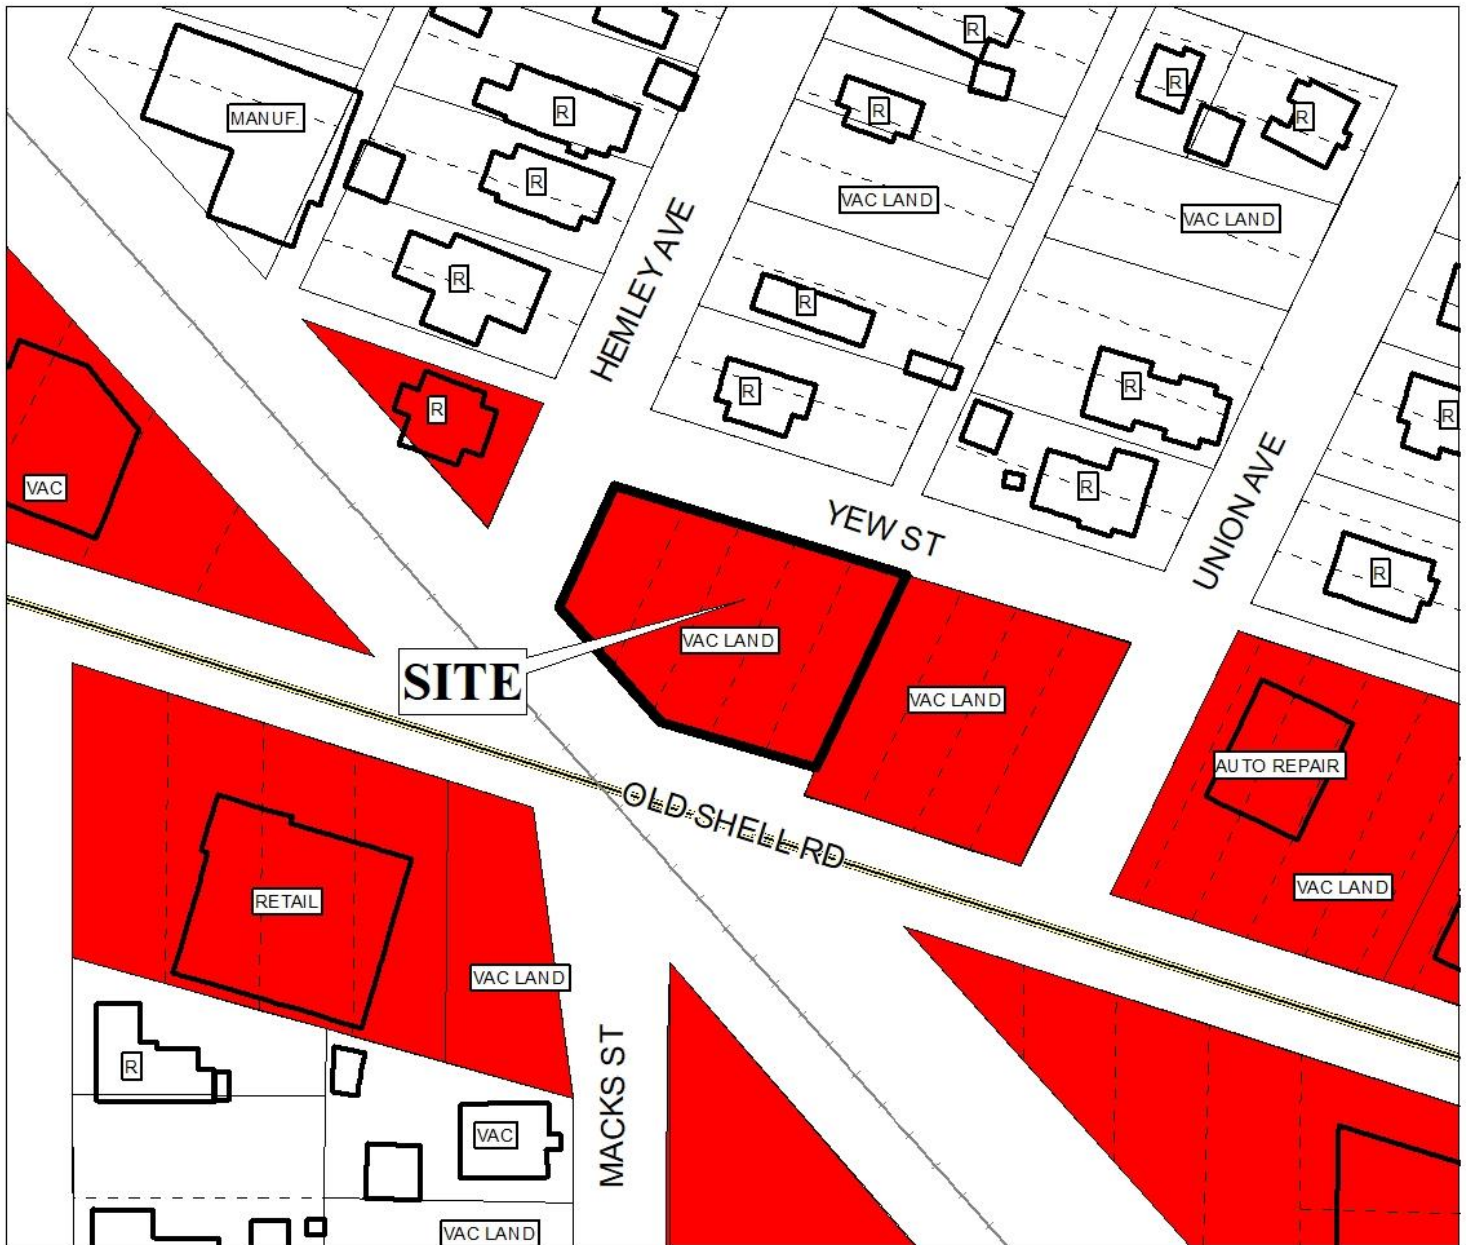 R
R
R
MANUF.
R
R
R
R
VAC LAND
VAC LAND
HEMLEY AVE
R
R
R
R
R
R
R
VAC
YEW ST
UNION AVE
R
VAC LAND
SITE
VAC LAND
AUTO REPAIR
OLD SHELL RD
VAC LAND
RETAIL
VAC LAND
MACKS ST
R
VAC
VAC LAND